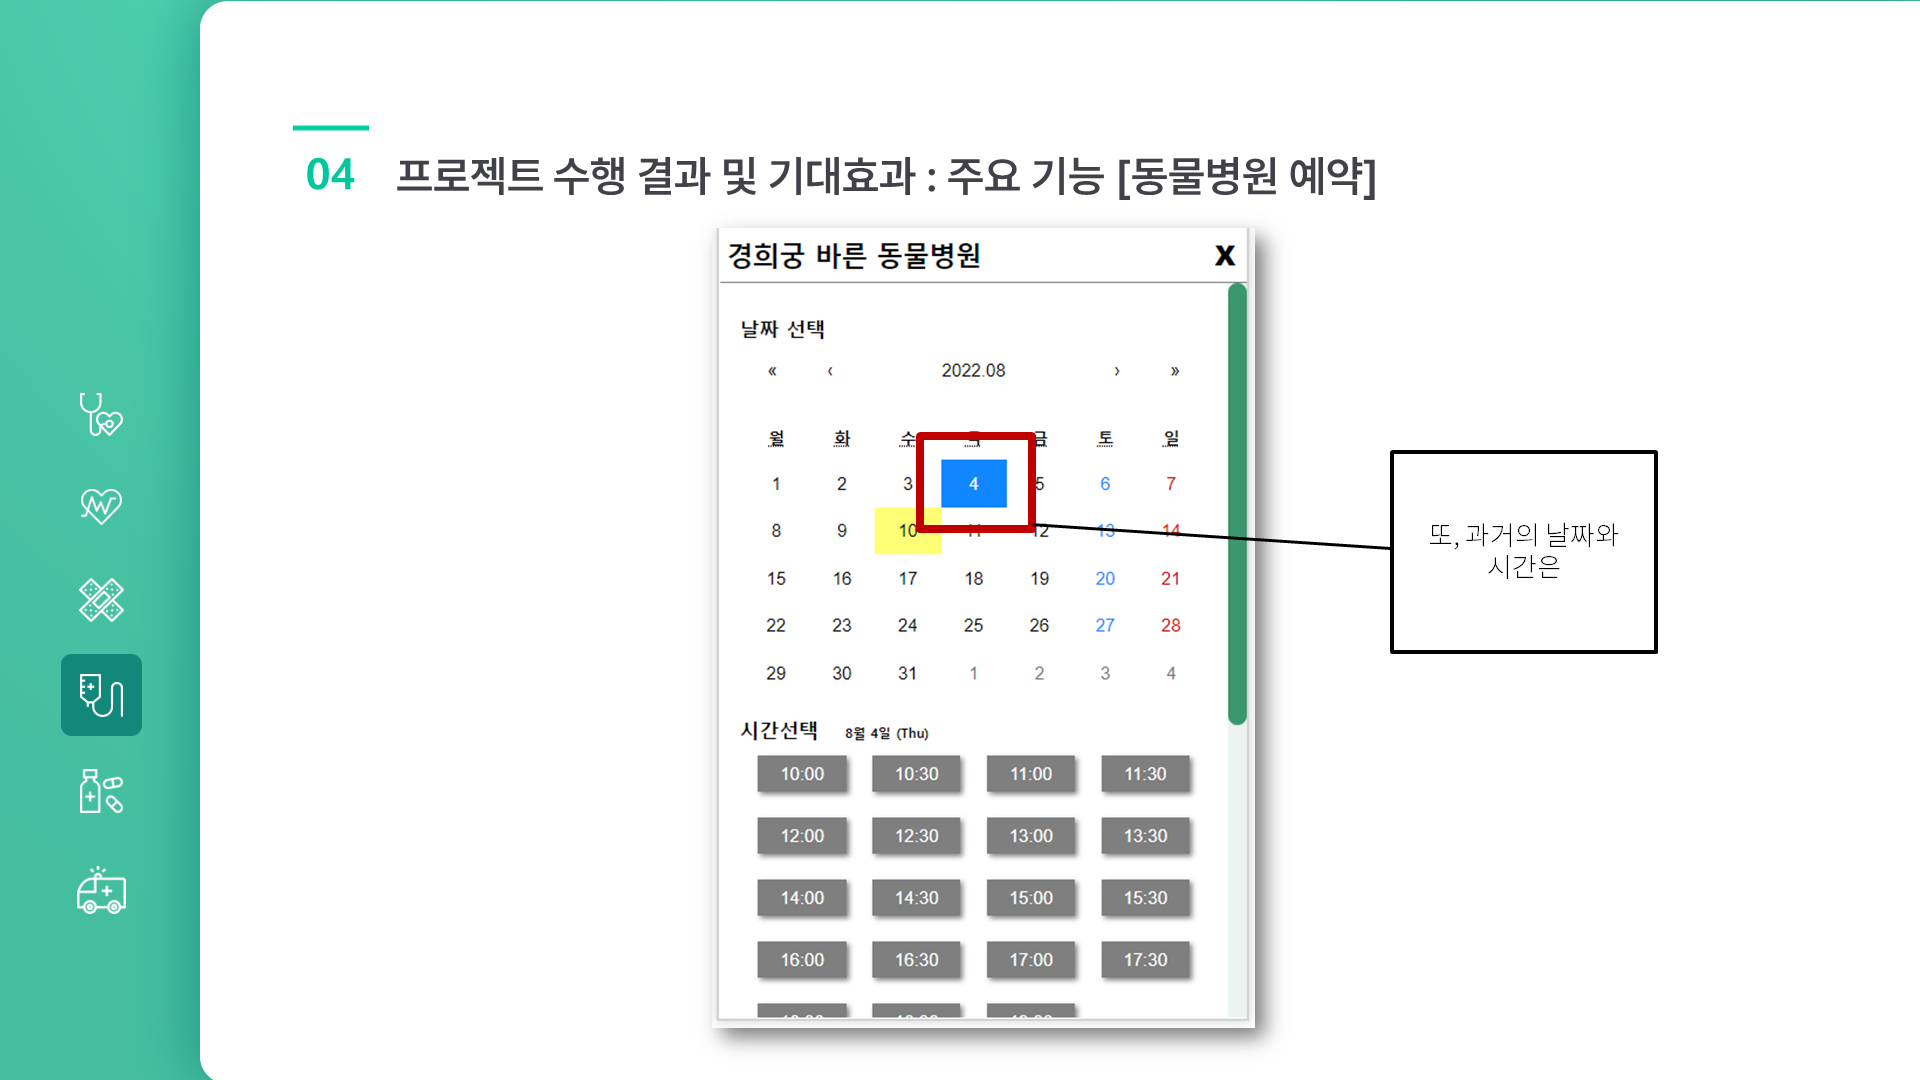 04 프로젝트 수행 결과 및 기대효과 : 주요 기능 [동물병원 예약]
경희궁 바른 동물병원 X
날짜 선택
« ‹ 2022.08 › »
월 화 수 금 토 일
1 2 3 4 5 6 7
8 9 10 11 12 13 14
15 16 17 18 19 20 21
22 23 24 25 26 27 28
29 30 31 1 2 3 4
시간선택 8월 4일 (Thu)
10:00 10:30 11:00 11:30
12:00 12:30 13:00 13:30
14:00 14:30 15:00 15:30
16:00 16:30 17:00 17:30
또, 과거의 날짜와
시간은